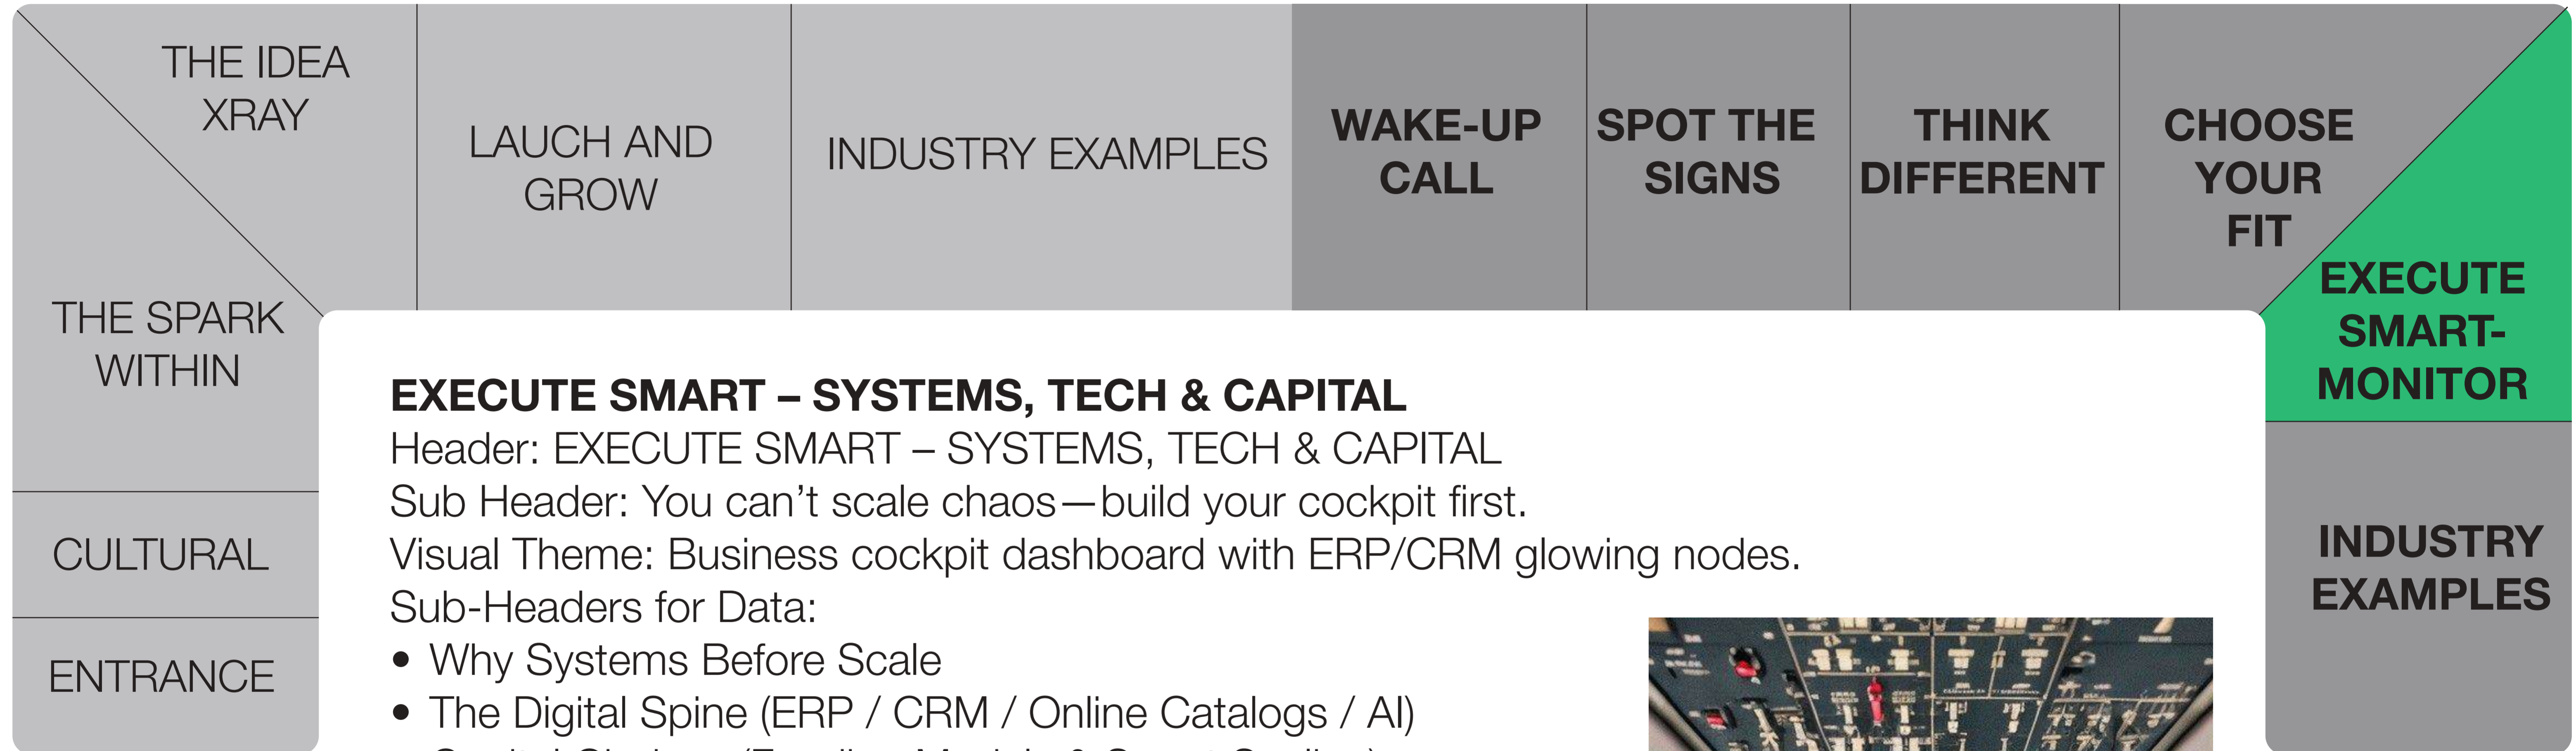 THE IDEA
XRAY
LAUCH AND
GROW
INDUSTRY EXAMPLES
WAKE-UP
CALL
SPOT THE
SIGNS
THINK
DIFFERENT
CHOOSE
YOUR
FIT
EXECUTE
SMART-
MONITOR
INDUSTRY
EXAMPLES
THE SPARK
WITHIN
CULTURAL
ENTRANCE
EXECUTE SMART – SYSTEMS, TECH & CAPITAL
Header: EXECUTE SMART – SYSTEMS, TECH & CAPITAL
Sub Header: You can’t scale chaos—build your cockpit first.
Visual Theme: Business cockpit dashboard with ERP/CRM glowing nodes.
Sub-Headers for Data:
• Why Systems Before Scale
• The Digital Spine (ERP / CRM / Online Catalogs / AI)